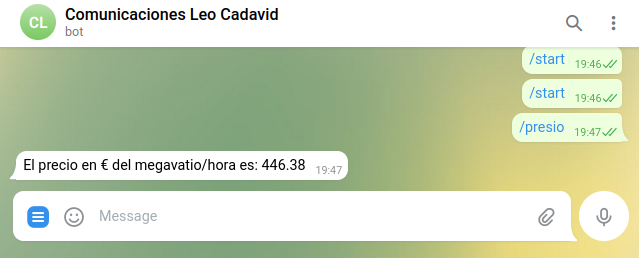 CL
Comunicaciones Leo Cadavid
bot
/start 19:46
/start 19:46
/presio 19:47
El precio en € del megavatio/hora es: 446.38 19:47
Message